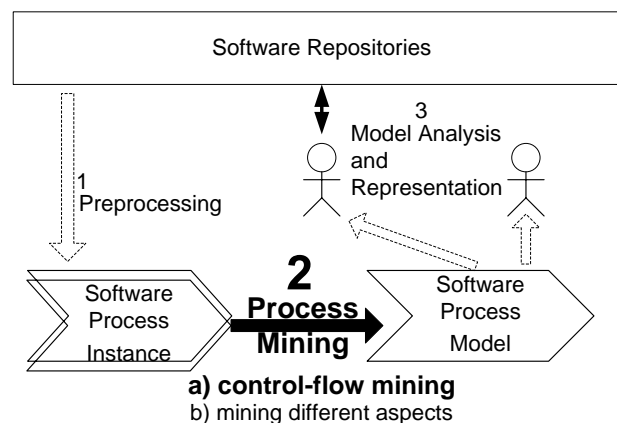 Software Repositories
3
Model Analysis
and
Representation
1
Preprocessing
Software
Process
Instance
2
Process
Mining
Software
Process
Model
a) control-flow mining
b) mining different aspects